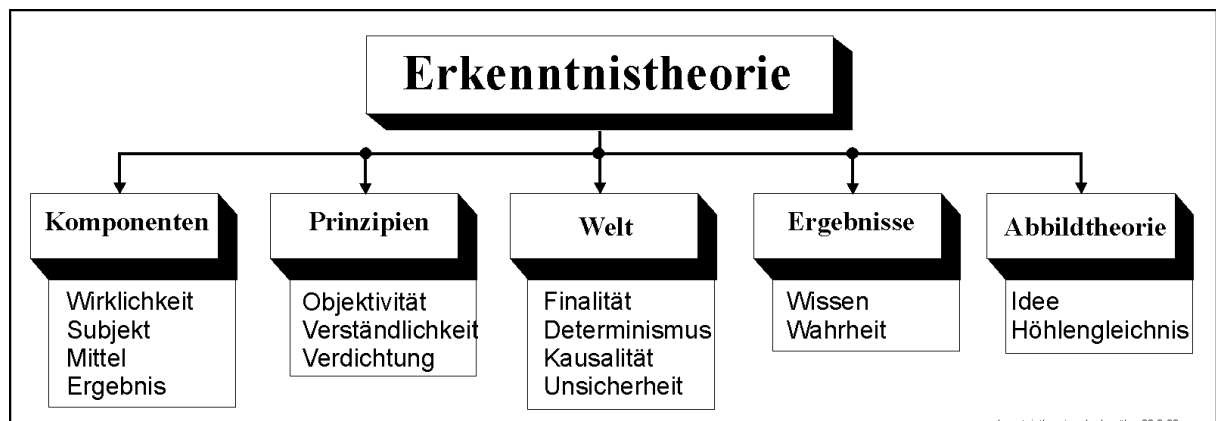 Erkenntnistheorie
Komponenten
Wirklichkeit
Subjekt
Mittel
Ergebnis
Prinzipien
Objektivität
Verständlichkeit
Verdichtung
Welt
Finalität
Determinismus
Kausalität
Unsicherheit
Ergebnisse
Wissen
Wahrheit
Abbildtheorie
Idee
Höhlengleichnis